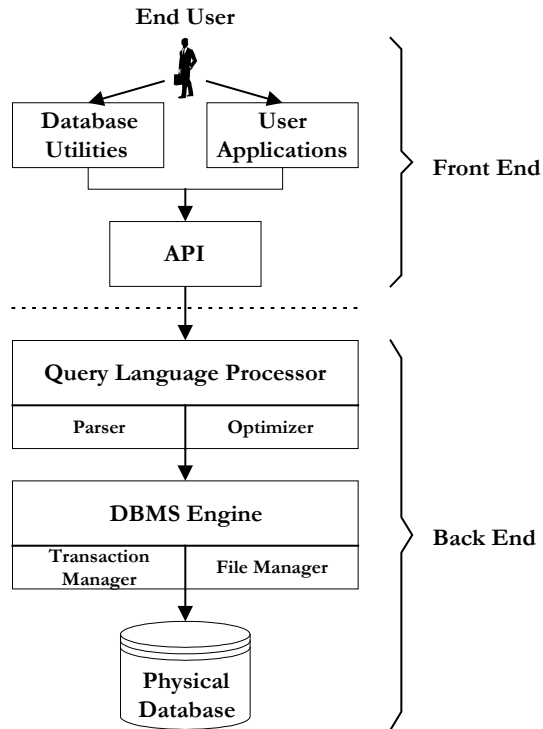 End User
Database
Utilities
User
Applications
Front End
API
Query Language Processor
Parser
Optimizer
DBMS Engine
Back End
Transaction
Manager
File Manager
Physical
Database